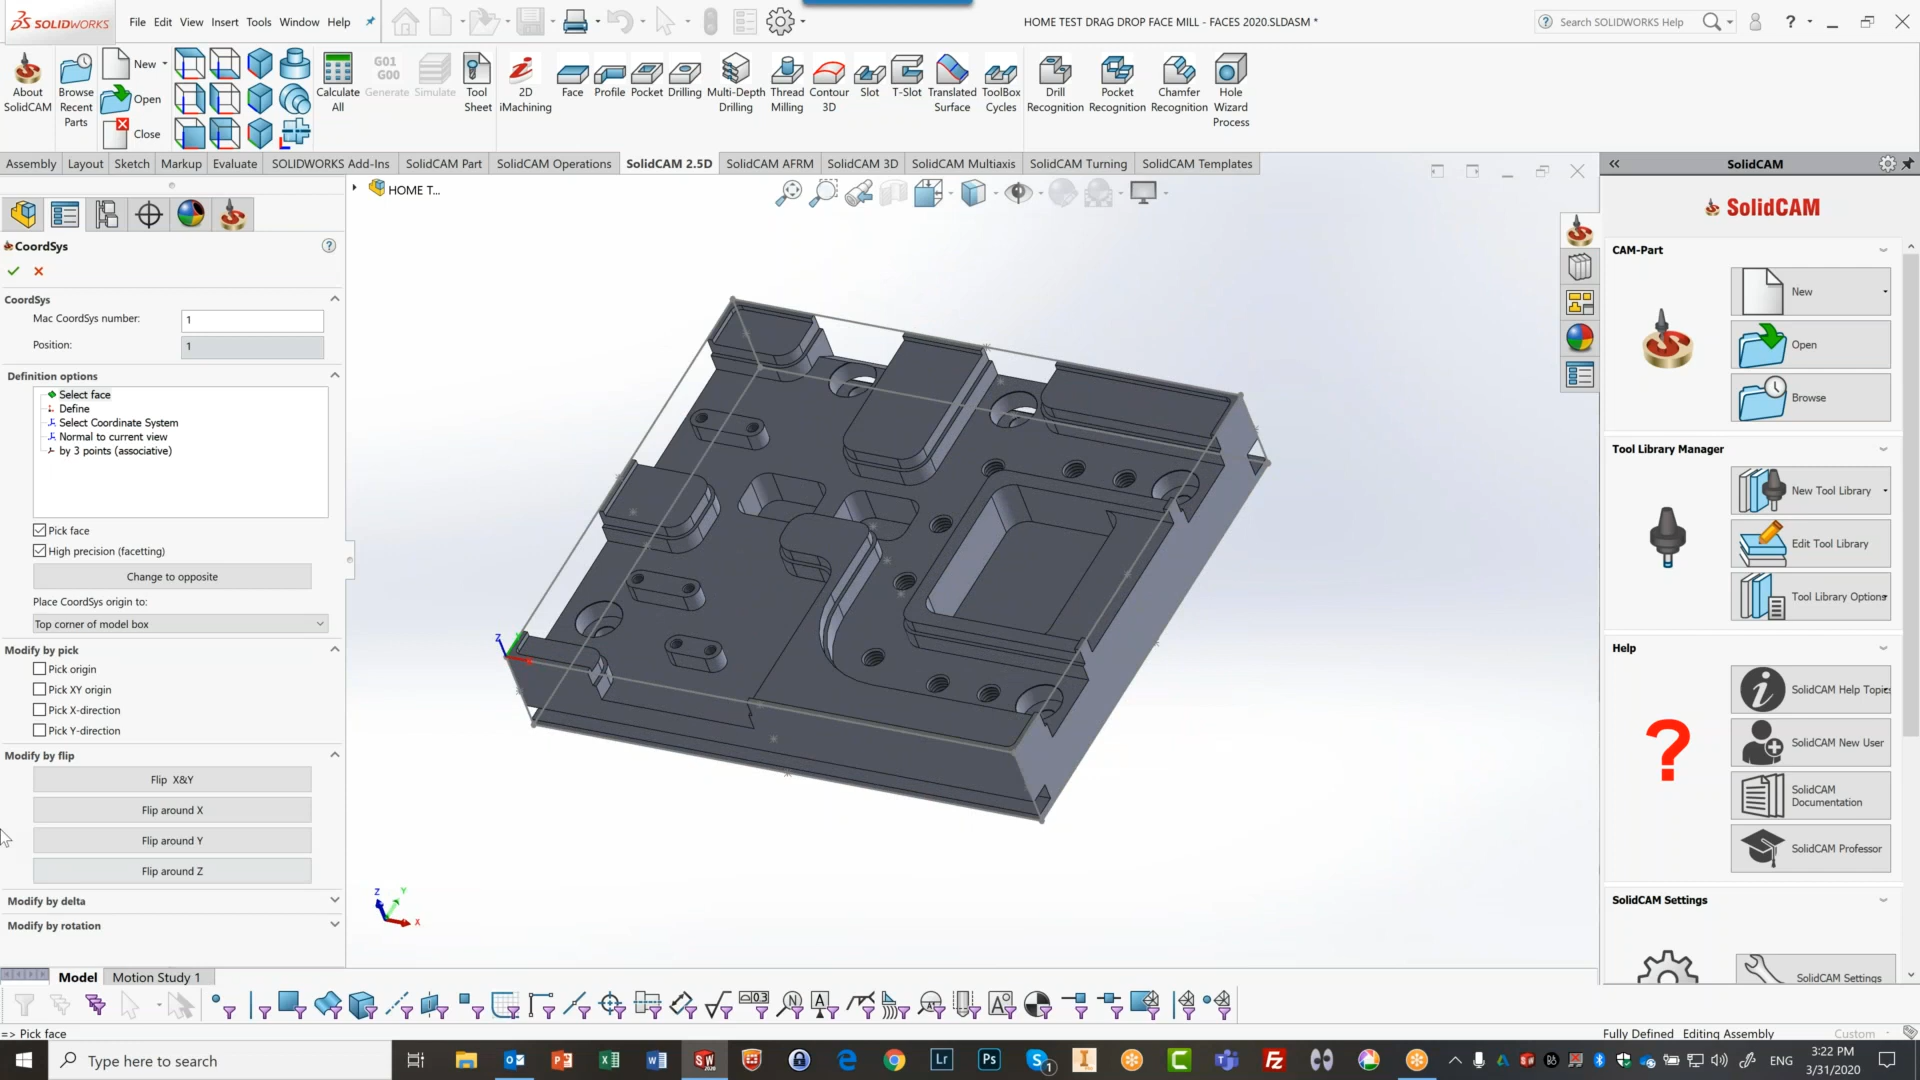 SOLIDWORKS
File Edit View Insert Tools Window Help
HOME TEST DRAG DROP FACE MILL - FACES 2020.SLDASM *
Search SOLIDWORKS Help
About SolidCAM
Browse Recent Parts
New
Open
Close
Calculate All
G01 G00
Generate
Simulate
Tool Sheet
2D iMachining
Face
Profile
Pocket
Drilling
Multi-Depth Drilling
Thread Milling
Contour 3D
Slot
T-Slot
Translated Surface
ToolBox Cycles
Drill Recognition
Pocket Recognition
Chamfer Recognition
Hole Wizard Process
Assembly Layout Sketch Markup Evaluate SOLIDWORKS Add-Ins SolidCAM Part SolidCAM Operations SolidCAM 2.5D SolidCAM AFRM SolidCAM 3D SolidCAM Multiaxis SolidCAM Turning SolidCAM Templates
HOME T...
CoordSys
CoordSys
Mac CoordSys number: 1
Position: 1
Definition options
Select face
Define
Select Coordinate System
Normal to current view
by 3 points (associative)
Pick face
High precision (facetting)
Change to opposite
Place CoordSys origin to:
Top corner of model box
Modify by pick
Pick origin
Pick XY origin
Pick X-direction
Pick Y-direction
Modify by flip
Flip X&Y
Flip around X
Flip around Y
Flip around Z
Modify by delta
Modify by rotation
Z
Z Y X
SolidCAM
SolidCAM
CAM-Part
New
Open
Browse
Tool Library Manager
New Tool Library
Edit Tool Library
Tool Library Options
Help
SolidCAM Help Topics
SolidCAM New User
SolidCAM Documentation
SolidCAM Professor
SolidCAM Settings
SolidCAM Settings
Model Motion Study 1
=> Pick face
Fully Defined Editing Assembly Custom
Type here to search
ENG
3:22 PM
3/31/2020